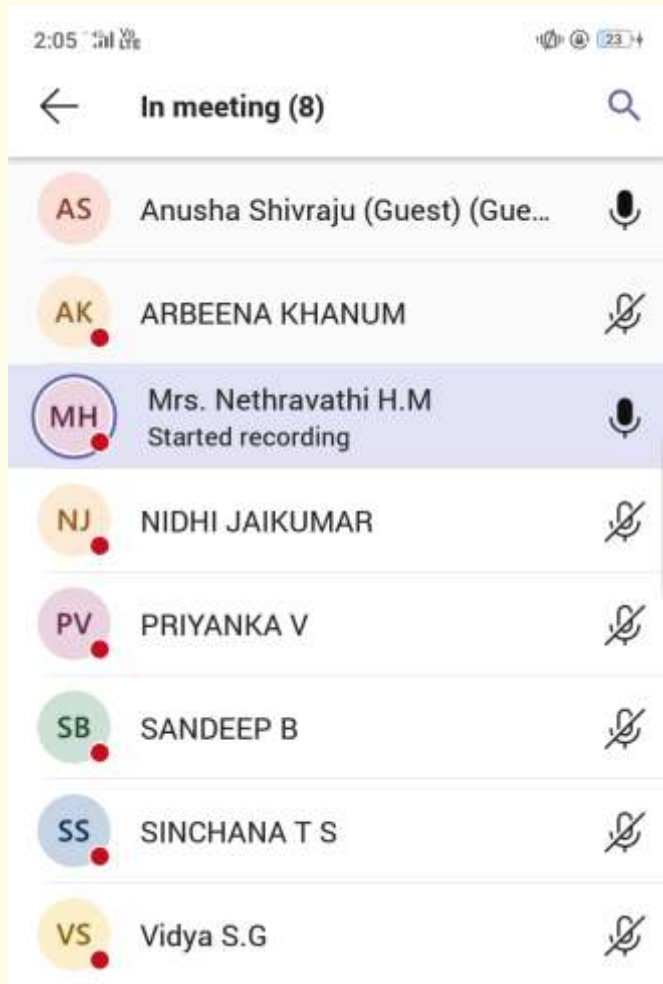 2:05
23
In meeting (8)
AS Anusha Shivraju (Guest) (Gue...
AK ARBEENA KHANUM
MH Mrs. Nethravathi H.M
Started recording
NJ NIDHI JAIKUMAR
PV PRIYANKA V
SB SANDEEP B
SS SINCHANA T S
VS Vidya S.G